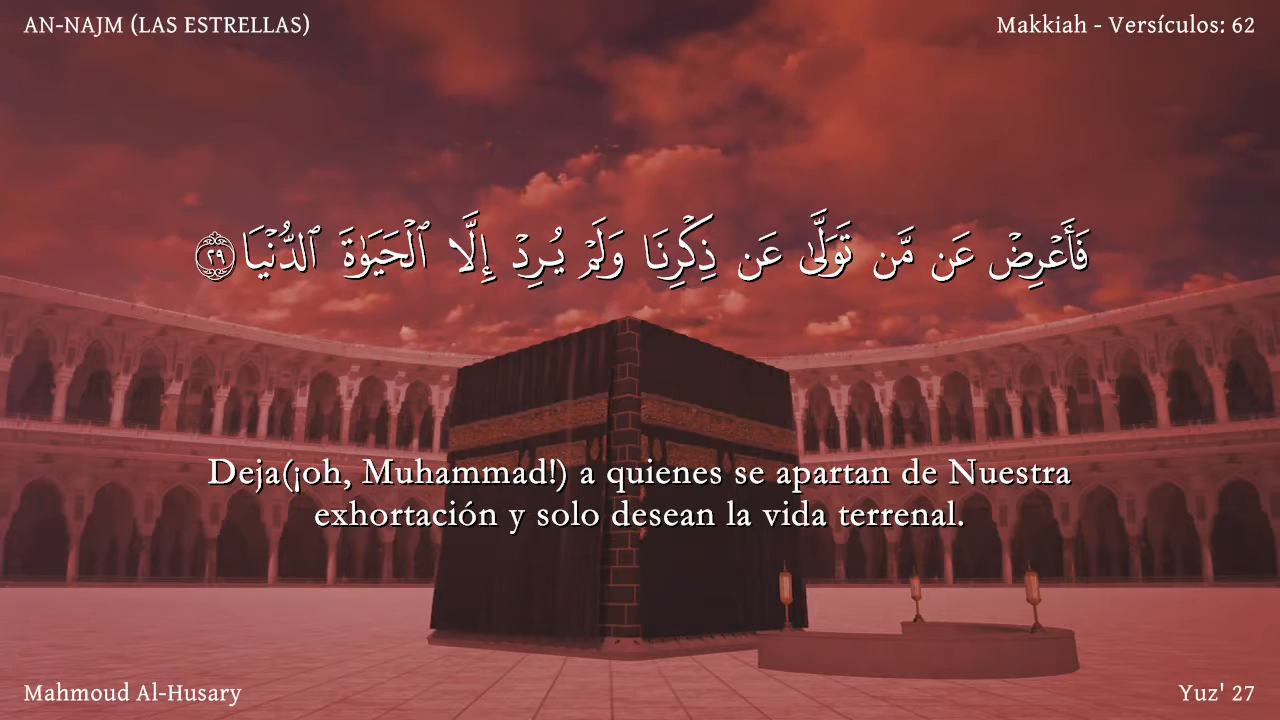 AN-NAJM (LAS ESTRELLAS)
Makkiah - Versículos: 62
فَأَعْرِضْ عَن مَّن تَوَلَّىٰ عَن ذِكْرِنَا وَلَمْ يُرِدْ إِلَّا ٱلْحَيَوٰةَ ٱلدُّنْيَا ٢٩
Deja(¡oh, Muhammad!) a quienes se apartan de Nuestra
exhortación y solo desean la vida terrenal.
Mahmoud Al-Husary
Yuz' 27